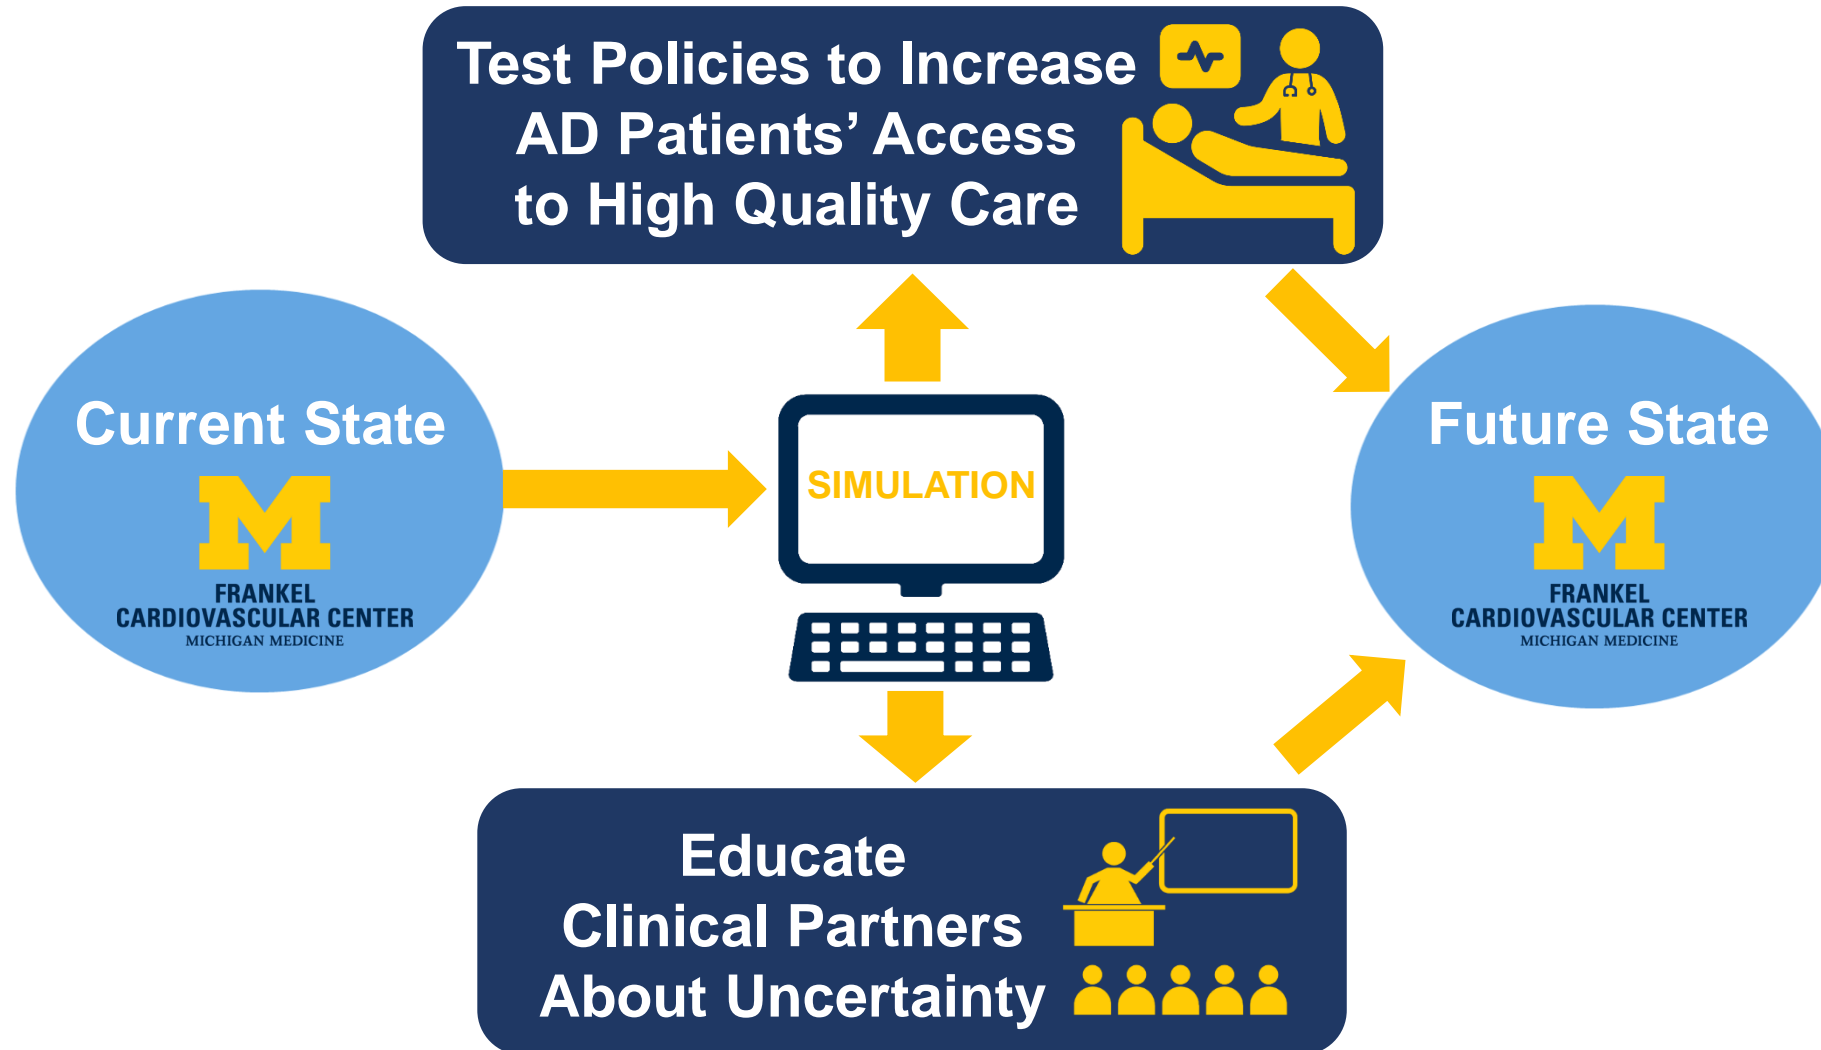 Test Policies to Increase
AD Patients’ Access
to High Quality Care
Current State
M
FRANKEL
CARDIOVASCULAR CENTER
MICHIGAN MEDICINE
SIMULATION
Future State
M
FRANKEL
CARDIOVASCULAR CENTER
MICHIGAN MEDICINE
Educate
Clinical Partners
About Uncertainty